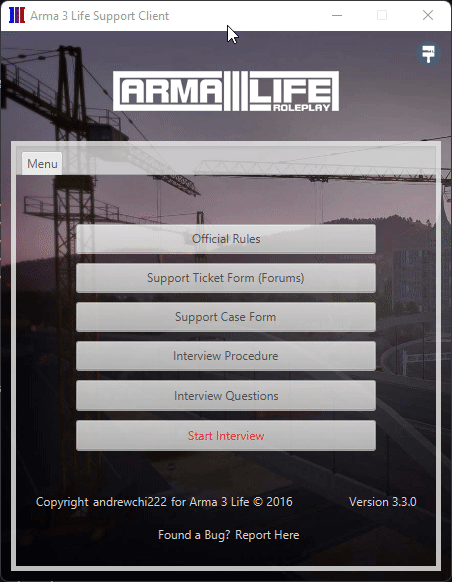 Arma 3 Life Support Client
ARMA III LIFE
ROLEPLAY
Menu
Official Rules
Support Ticket Form (Forums)
Support Case Form
Interview Procedure
Interview Questions
Start Interview
Copyright andrewchi222 for Arma 3 Life © 2016 Version 3.3.0
Found a Bug? Report Here